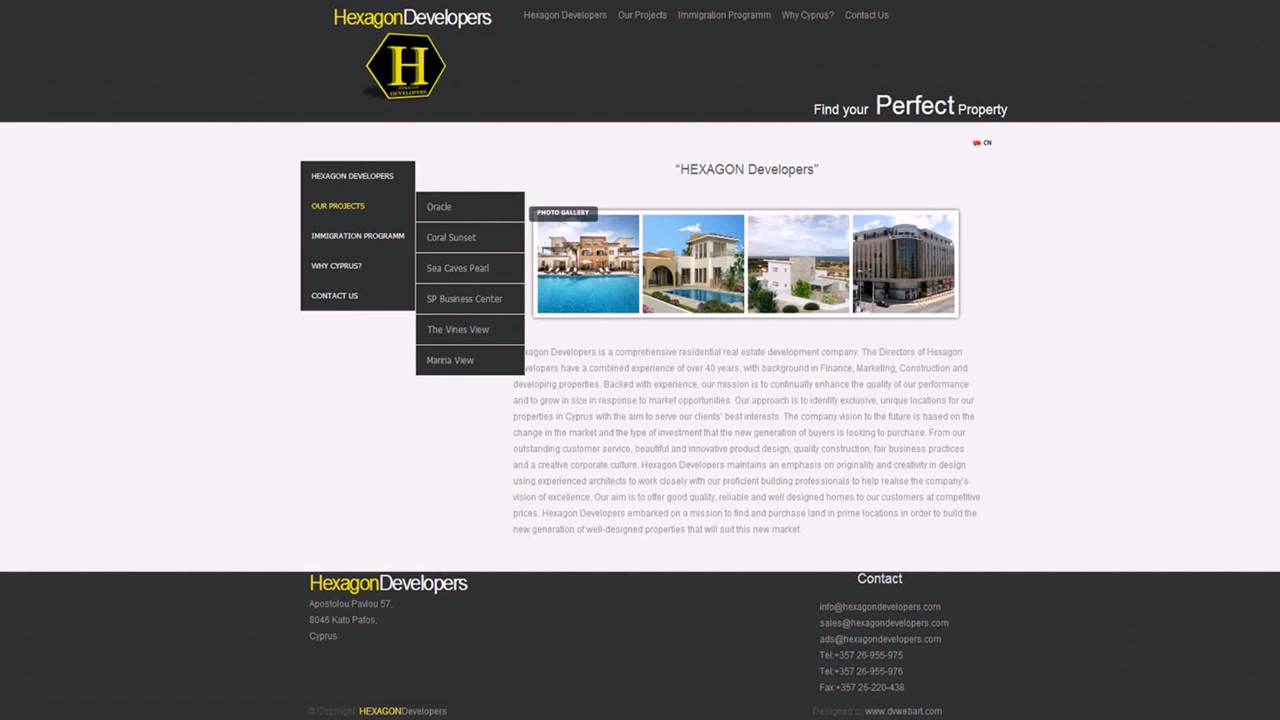 HexagonDevelopers
Hexagon Developers Our Projects Immigration Programm Why Cyprus? Contact Us
H
HEXAGON
DEVELOPERS
Find your Perfect Property
CN
"HEXAGON Developers"
HEXAGON DEVELOPERS
OUR PROJECTS
IMMIGRATION PROGRAMM
WHY CYPRUS?
CONTACT US
Oracle
Coral Sunset
Sea Caves Pearl
SP Business Center
The Vines View
Marina View
PHOTO GALLERY
xagon Developers is a comprehensive residential real estate development company. The Directors of Hexagon
velopers have a combined experience of over 40 years, with background in Finance, Marketing, Construction and
developing properties. Backed with experience, our mission is to continually enhance the quality of our performance
and to grow in size in response to market opportunities. Our approach is to identify exclusive, unique locations for our
properties in Cyprus with the aim to serve our clients' best interests. The company vision to the future is based on the
change in the market and the type of investment that the new generation of buyers is looking to purchase. From our
outstanding customer service, beautiful and innovative product design, quality construction, fair business practices
and a creative corporate culture. Hexagon Developers maintains an emphasis on originality and creativity in design
using experienced architects to work closely with our proficient building professionals to help realise the company's
vision of excellence. Our aim is to offer good quality, reliable and well designed homes to our customers at competitive
prices. Hexagon Developers embarked on a mission to find and purchase land in prime locations in order to build the
new generation of well-designed properties that will suit this new market.
HexagonDevelopers
Apostolou Pavlou 57,
8046 Kato Pafos,
Cyprus
Contact
info@hexagondevelopers.com
sales@hexagondevelopers.com
ads@hexagondevelopers.com
Tel:+357 26-955-975
Tel:+357 26-955-976
Fax:+357 26-220-438
© Copyright HEXAGONDevelopers
Designed by www.dvwebart.com